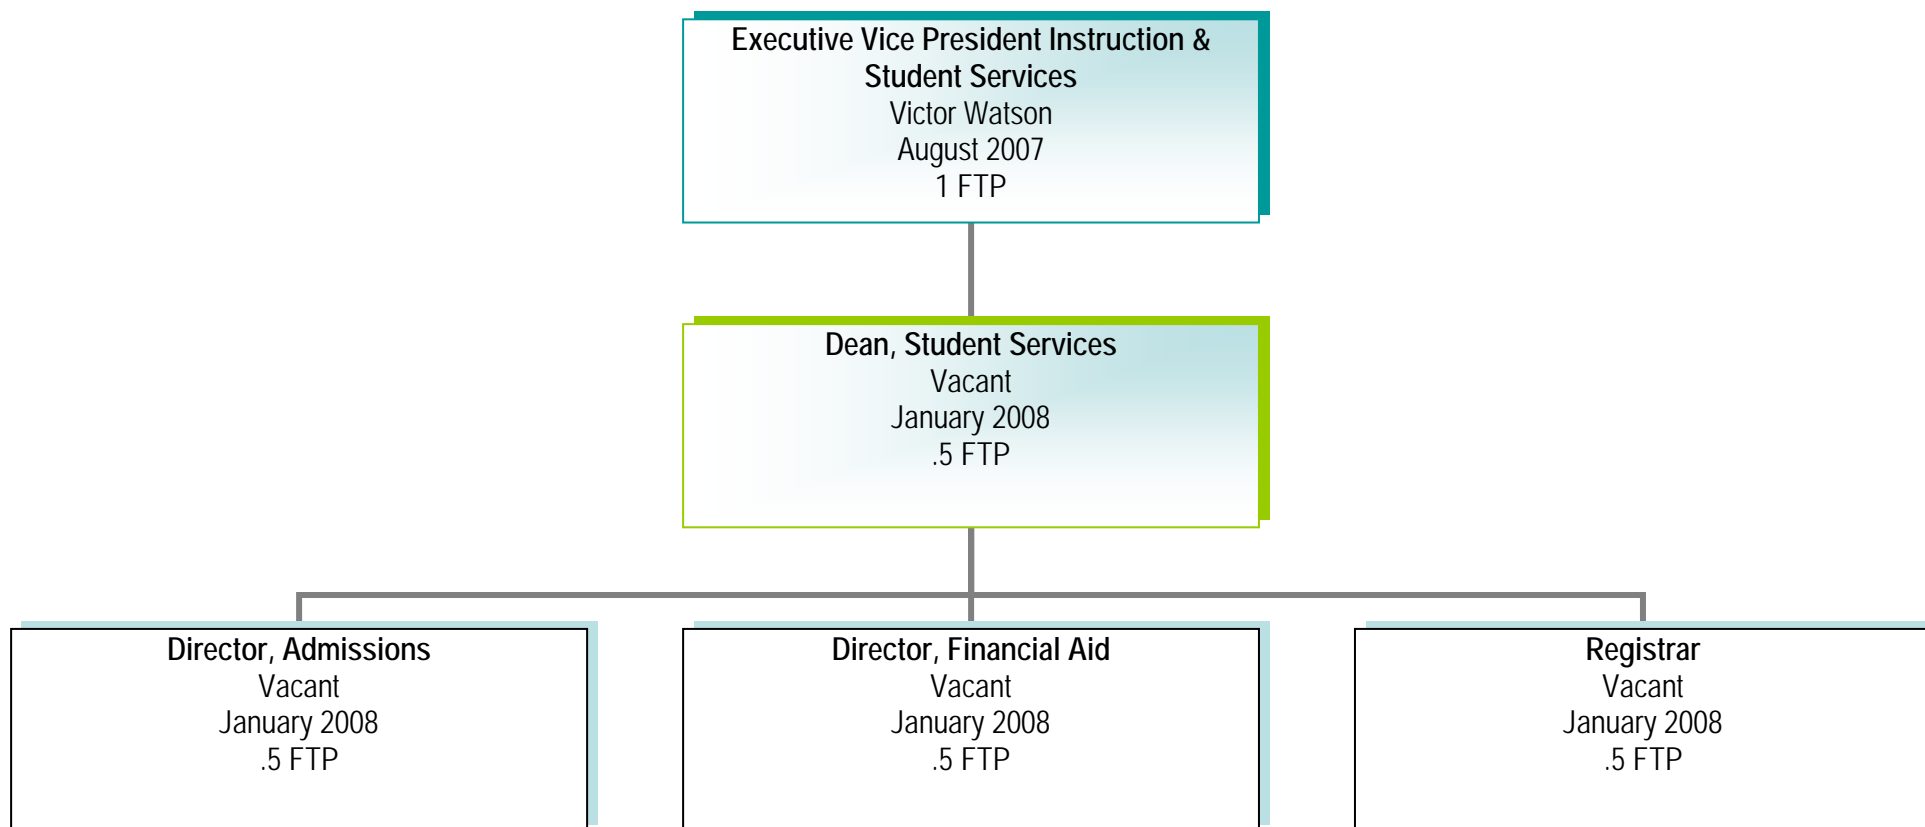 Executive Vice President Instruction &
Student Services
Victor Watson
August 2007
1 FTP
Dean, Student Services
Vacant
January 2008
.5 FTP
Director, Admissions
Vacant
January 2008
.5 FTP
Director, Financial Aid
Vacant
January 2008
.5 FTP
Registrar
Vacant
January 2008
.5 FTP